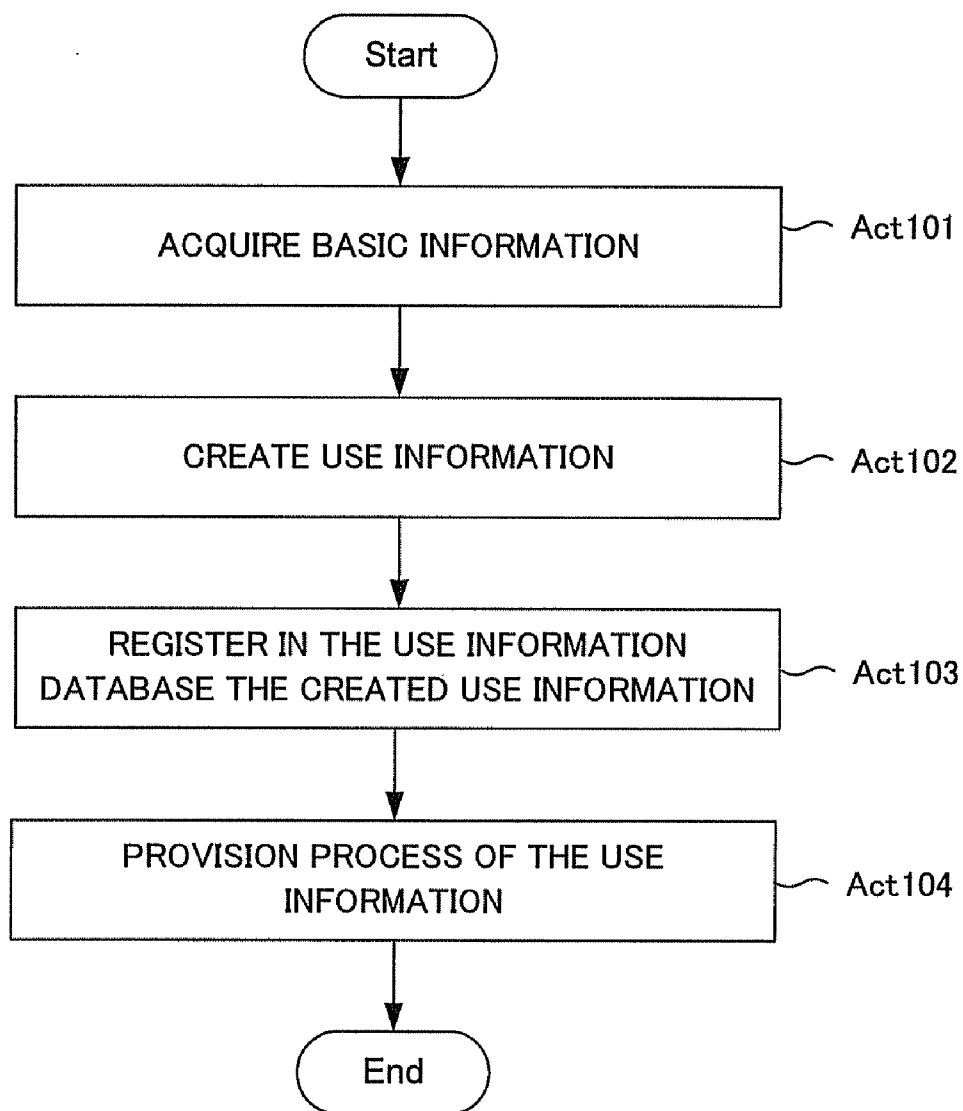 Start
ACQUIRE BASIC INFORMATION
Act101
CREATE USE INFORMATION
Act102
REGISTER IN THE USE INFORMATION
DATABASE THE CREATED USE INFORMATION
Act103
PROVISION PROCESS OF THE USE
INFORMATION
Act104
End